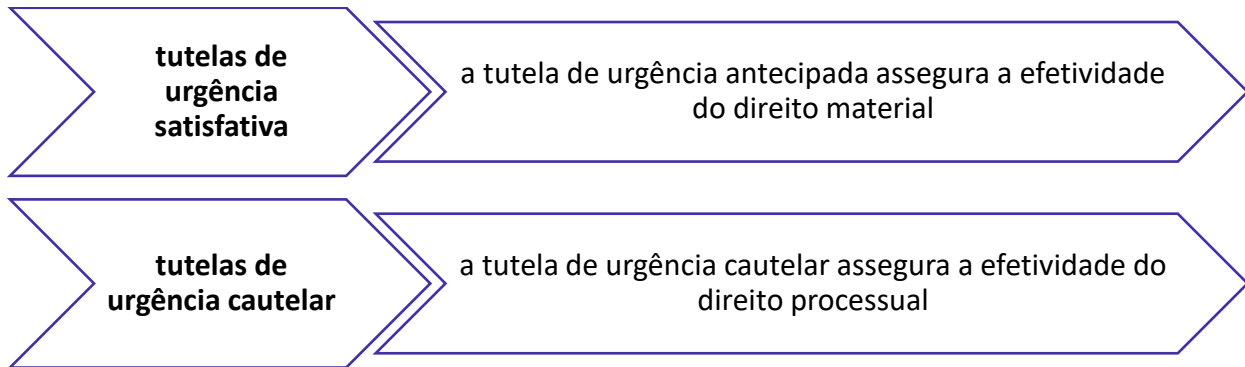 tutelas de
urgência
satisfativa
a tutela de urgência antecipada assegura a efetividade
do direito material
tutelas de
urgência cautelar
a tutela de urgência cautelar assegura a efetividade do
direito processual